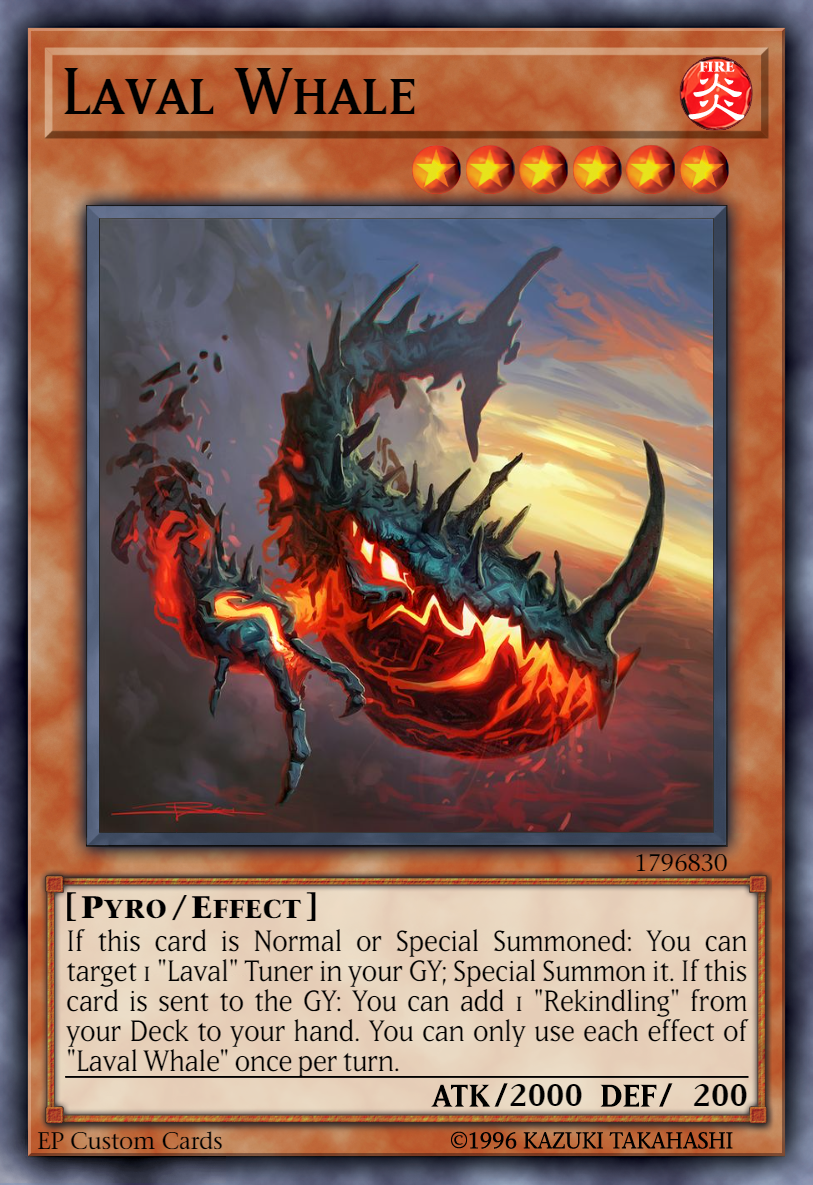 Laval Whale
FIRE
炎
1796830
[ Pyro / Effect ]
If this card is Normal or Special Summoned: You can
target 1 "Laval" Tuner in your GY; Special Summon it. If this
card is sent to the GY: You can add 1 "Rekindling" from
your Deck to your hand. You can only use each effect of
"Laval Whale" once per turn.
ATK/2000 DEF/ 200
EP Custom Cards
©1996 KAZUKI TAKAHASHI